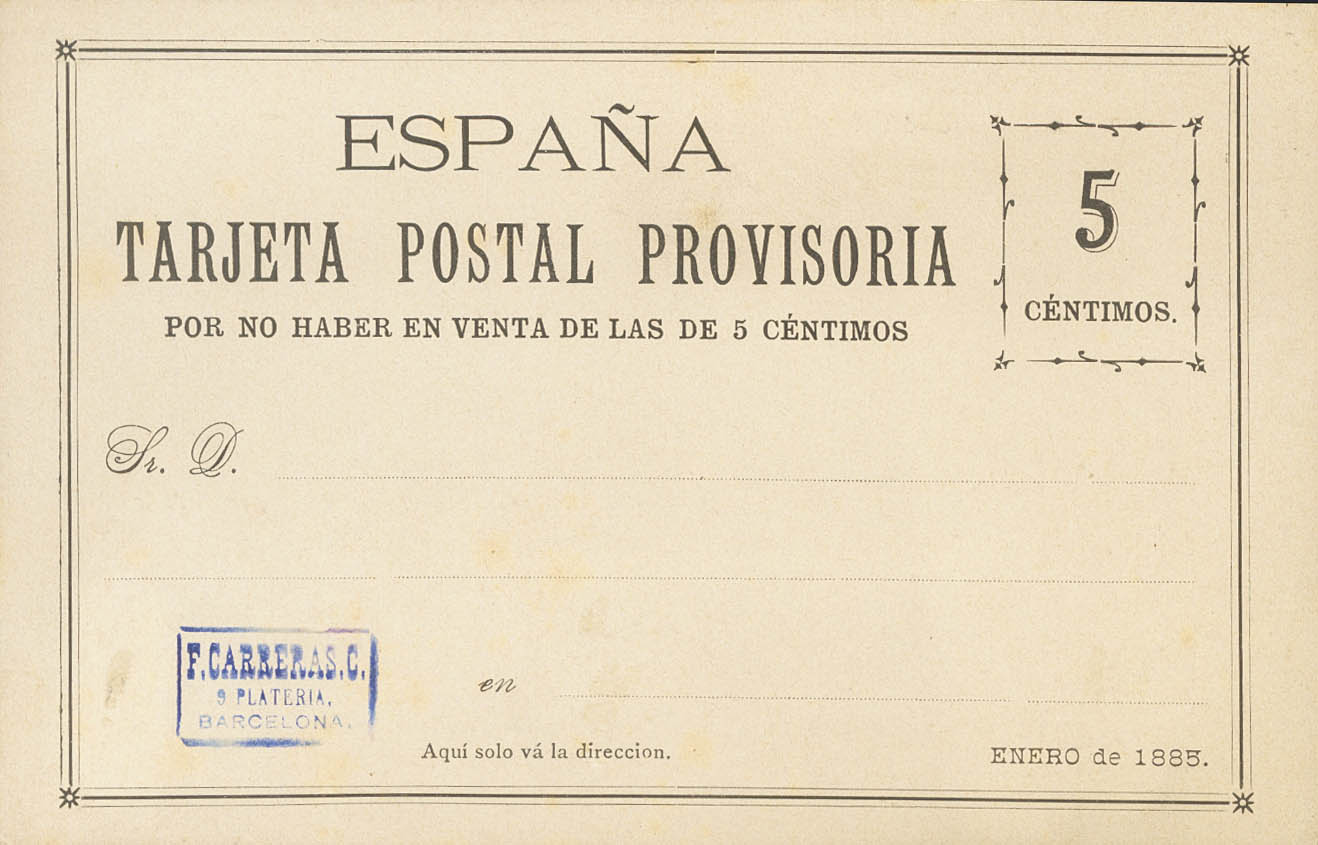 ESPAÑA
TARJETA POSTAL PROVISORIA
POR NO HABER EN VENTA DE LAS DE 5 CÉNTIMOS
5
CÉNTIMOS.
Sr. D.
en
F. CARRERAS. C.
9 PLATERIA,
BARCELONA.
Aquí solo vá la direccion.
ENERO de 1885.